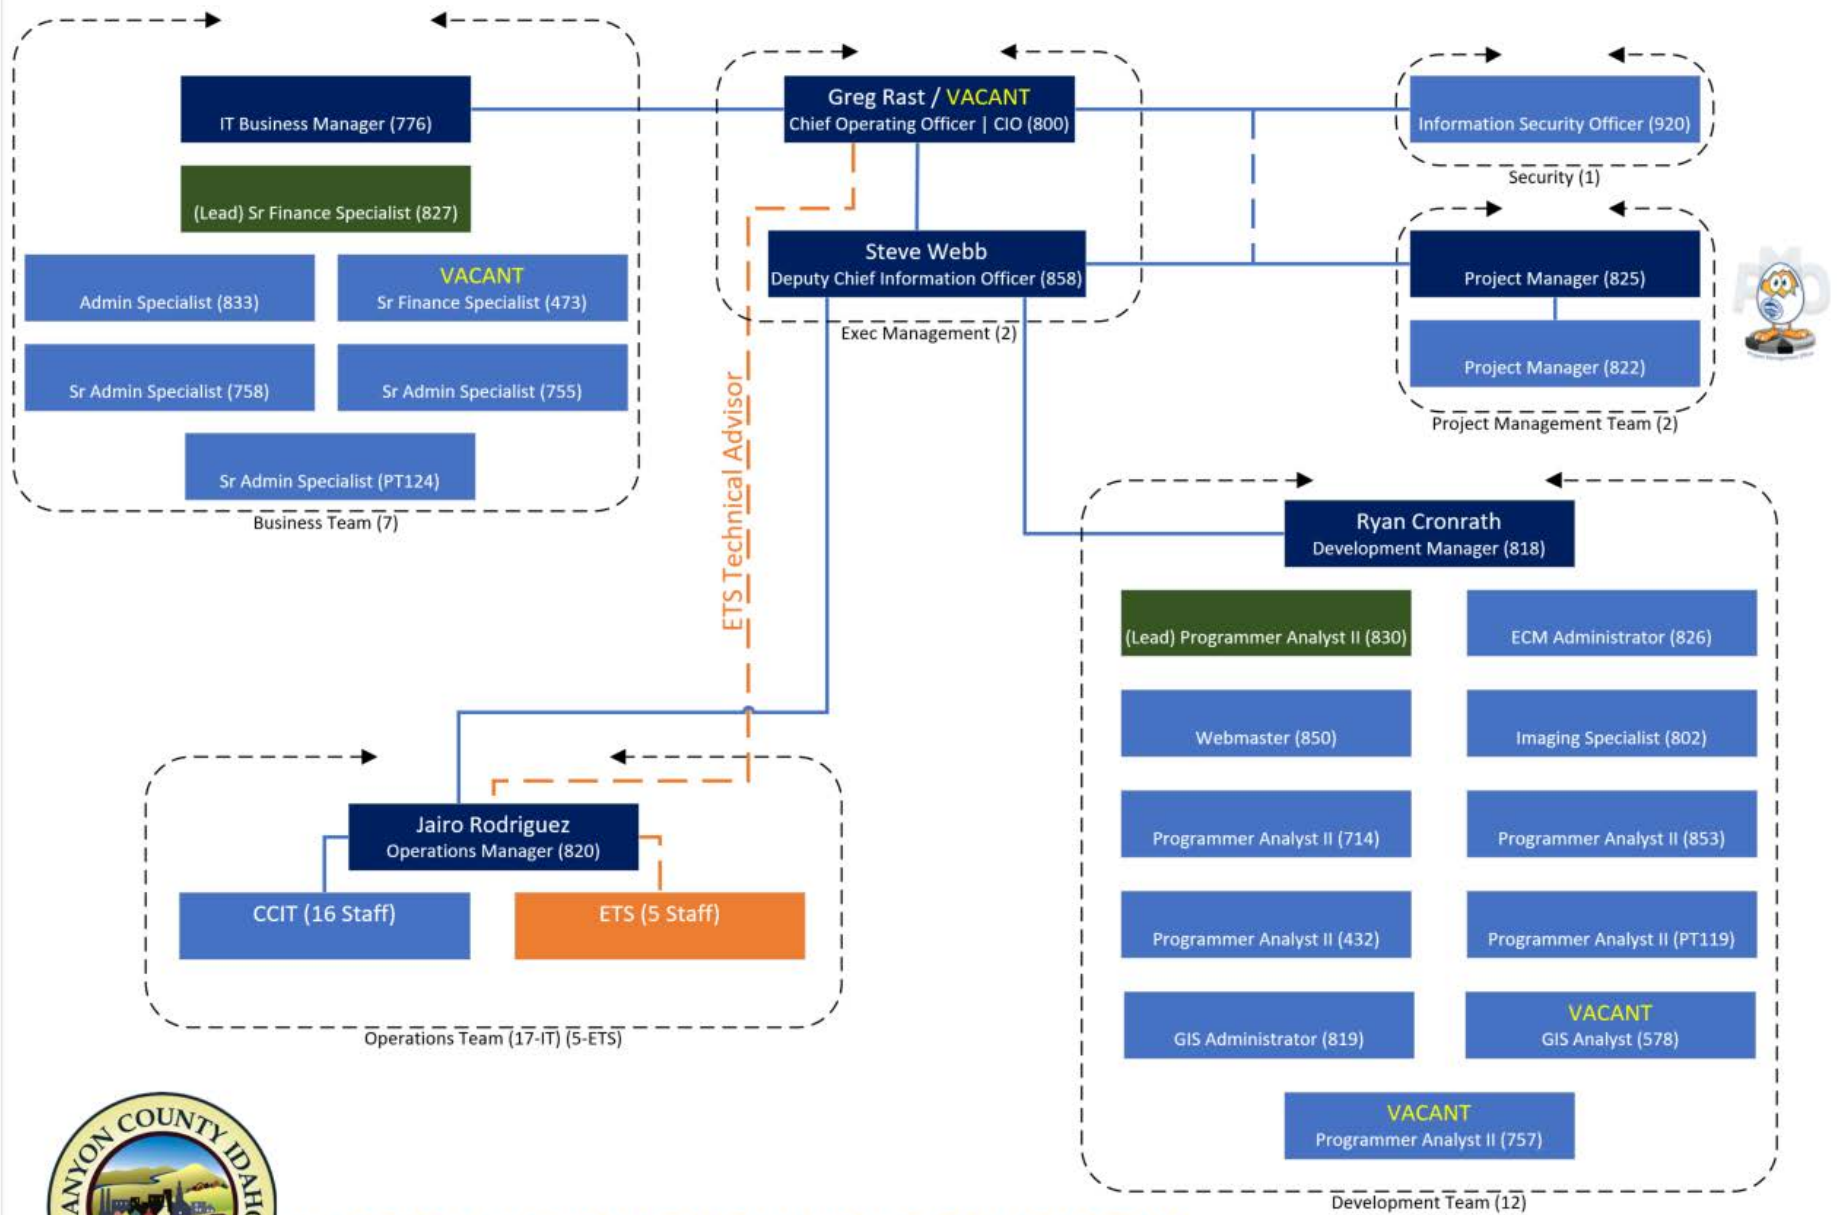 IT Business Manager (776)
(Lead) Sr Finance Specialist (827)
Admin Specialist (833)
VACANT
Sr Finance Specialist (473)
Sr Admin Specialist (758)
Sr Admin Specialist (755)
Sr Admin Specialist (PT124)
Business Team (7)
Greg Rast / VACANT
Chief Operating Officer | CIO (800)
Steve Webb
Deputy Chief Information Officer (858)
Exec Management (2)
Information Security Officer (920)
Security (1)
Project Manager (825)
Project Manager (822)
Project Management Team (2)
PMO
ETS Technical Advisor
Jairo Rodriguez
Operations Manager (820)
CCIT (16 Staff)
ETS (5 Staff)
Operations Team (17-IT) (5-ETS)
Ryan Cronrath
Development Manager (818)
(Lead) Programmer Analyst II (830)
ECM Administrator (826)
Webmaster (850)
Imaging Specialist (802)
Programmer Analyst II (714)
Programmer Analyst II (853)
Programmer Analyst II (432)
Programmer Analyst II (PT119)
GIS Administrator (819)
VACANT
GIS Analyst (578)
VACANT
Programmer Analyst II (757)
Development Team (12)
ANYON COUNTY IDAHO